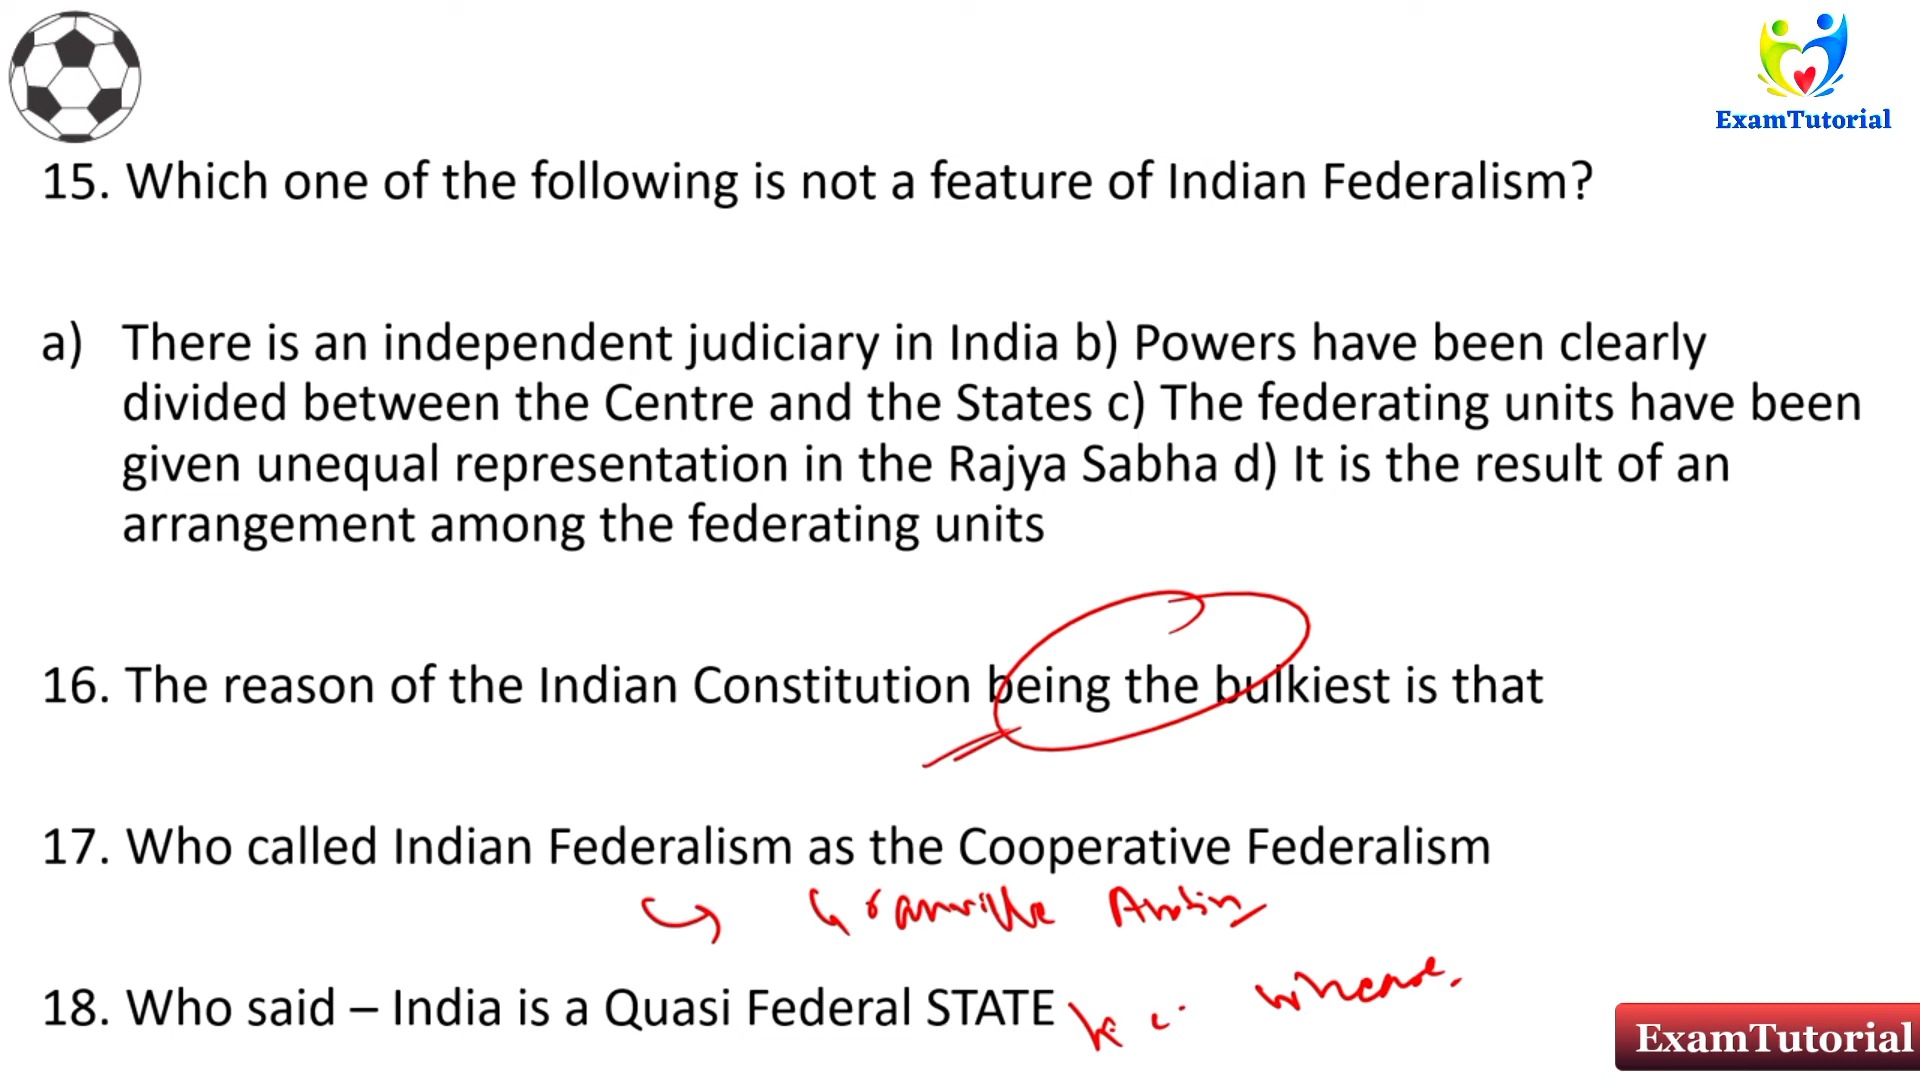 ExamTutorial
15. Which one of the following is not a feature of Indian Federalism?
a) There is an independent judiciary in India b) Powers have been clearly
divided between the Centre and the States c) The federating units have been
given unequal representation in the Rajya Sabha d) It is the result of an
arrangement among the federating units
16. The reason of the Indian Constitution being the bulkiest is that
17. Who called Indian Federalism as the Cooperative Federalism
Granville Austin
18. Who said – India is a Quasi Federal STATE K. C. Wheare.
ExamTutorial